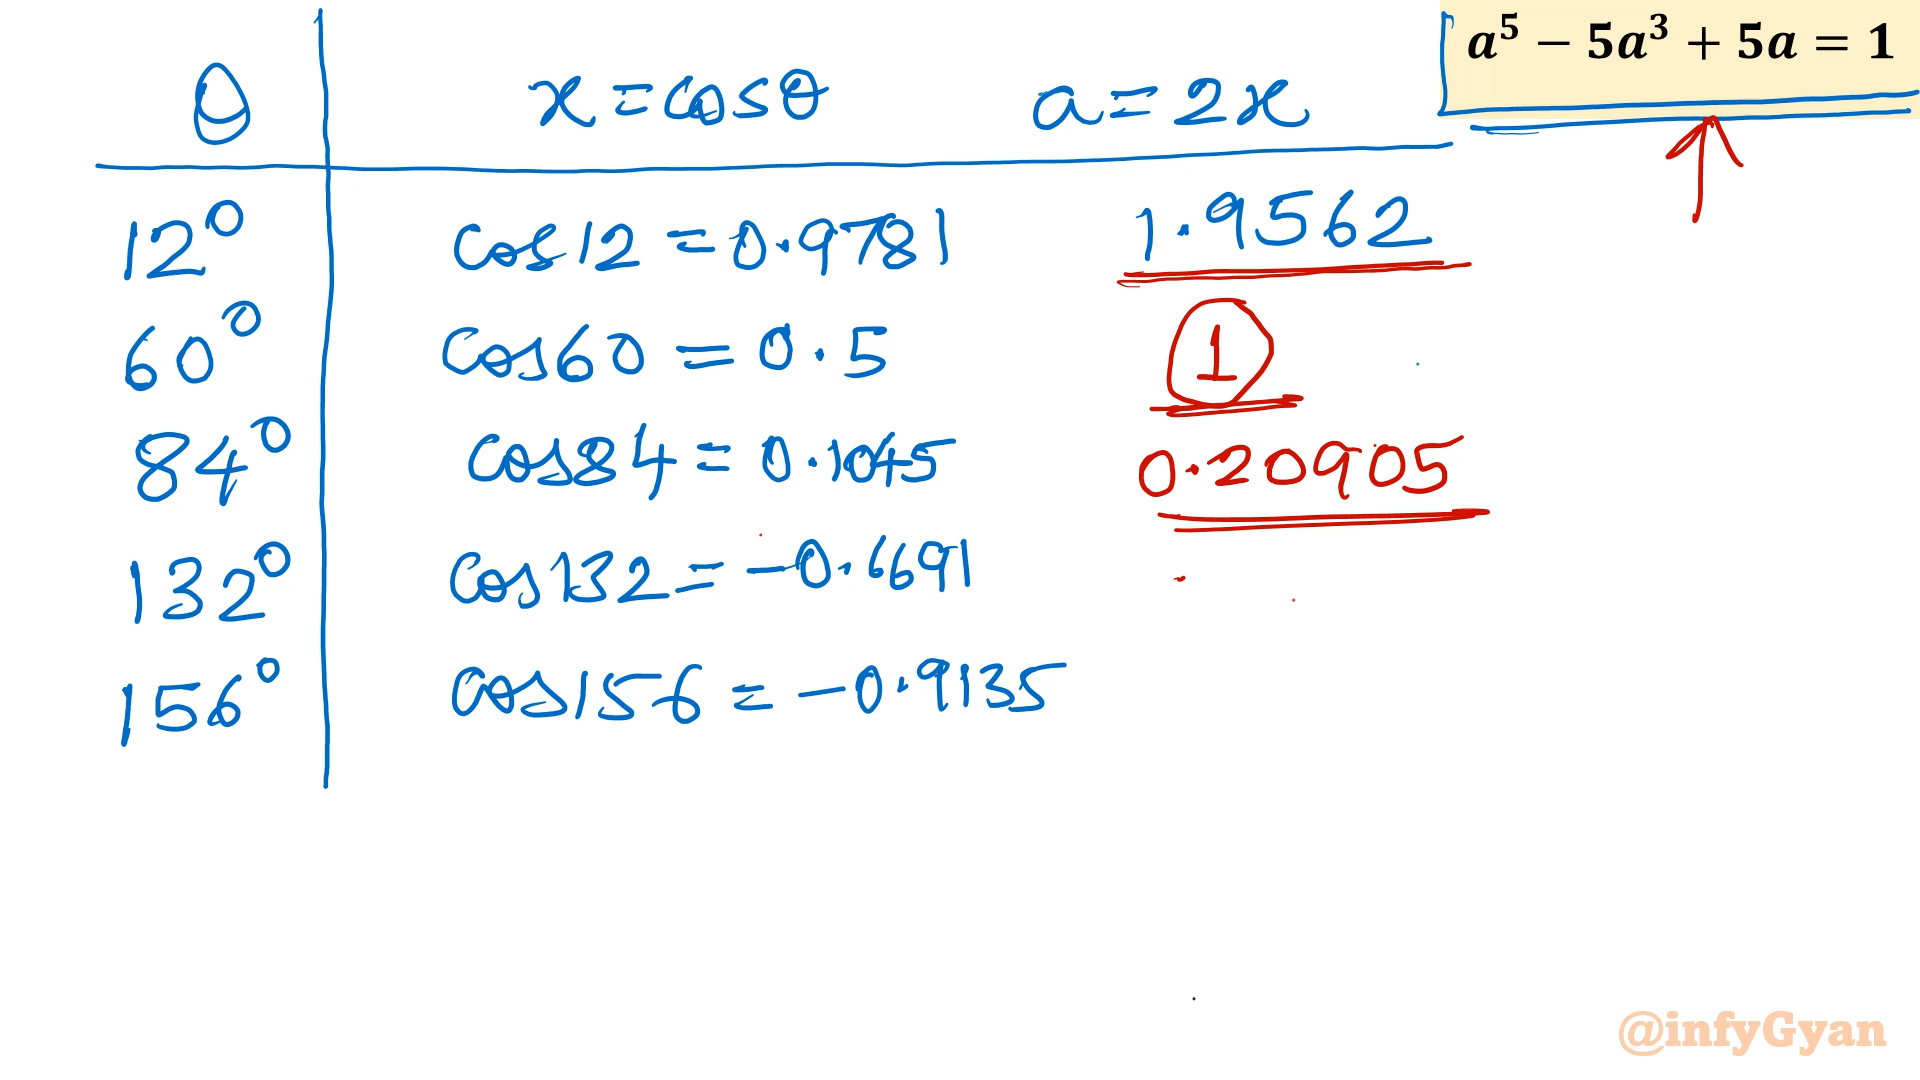 a⁵ − 5a³ + 5a = 1
θ x = cosθ a = 2x
12° cos12 = 0.9781 1.9562
60° cos60 = 0.5 1
84° cos84 = 0.1045 0.20905
132° cos132 = -0.6691
156° cos156 = -0.9135
@infyGyan